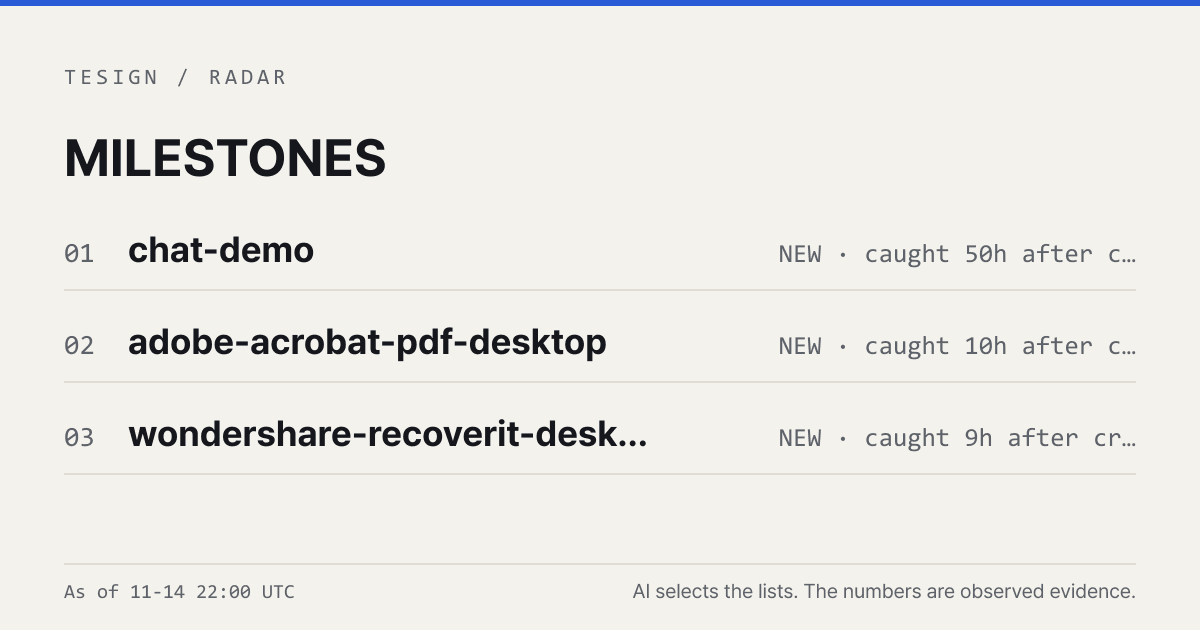 TESIGN / RADAR
MILESTONES
01 chat-demo NEW · caught 50h after c…
02 adobe-acrobat-pdf-desktop NEW · caught 10h after c…
03 wondershare-recoverit-desk... NEW · caught 9h after cr…
As of 11-14 22:00 UTC AI selects the lists. The numbers are observed evidence.